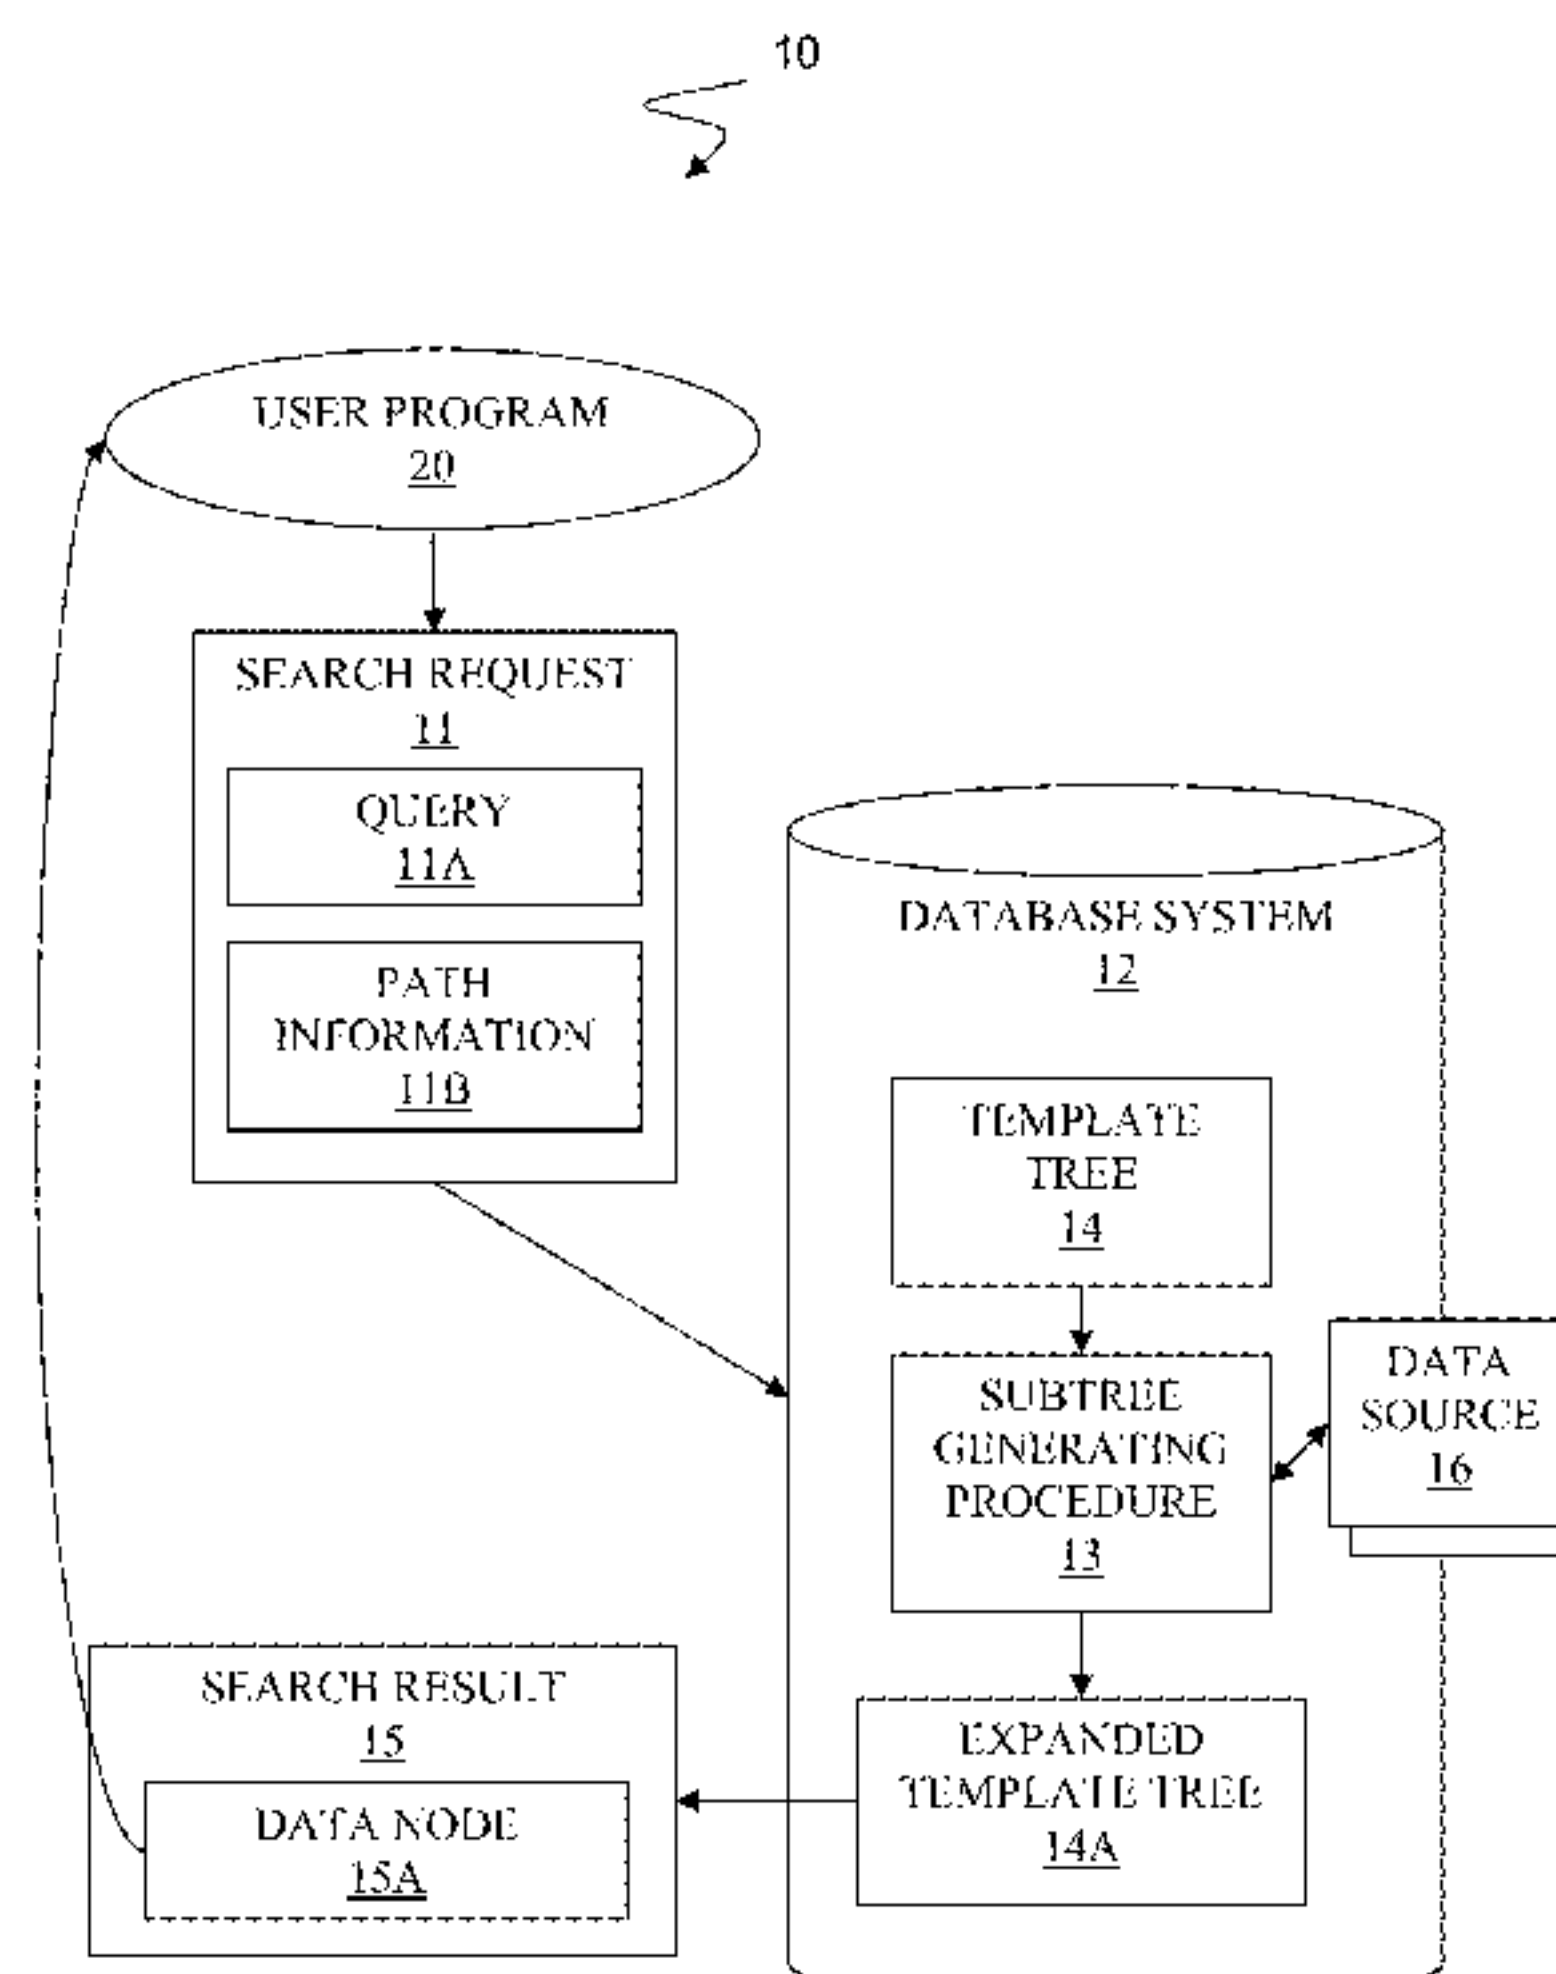 10
USER PROGRAM
20
SEARCH REQUEST
11
QUERY
11A
PATH
INFORMATION
11B
DATABASE SYSTEM
12
TEMPLATE
TREE
14
SUBTREE
GENERATING
PROCEDURE
13
DATA
SOURCE
16
EXPANDED
TEMPLATE TREE
14A
SEARCH RESULT
15
DATA NODE
15A